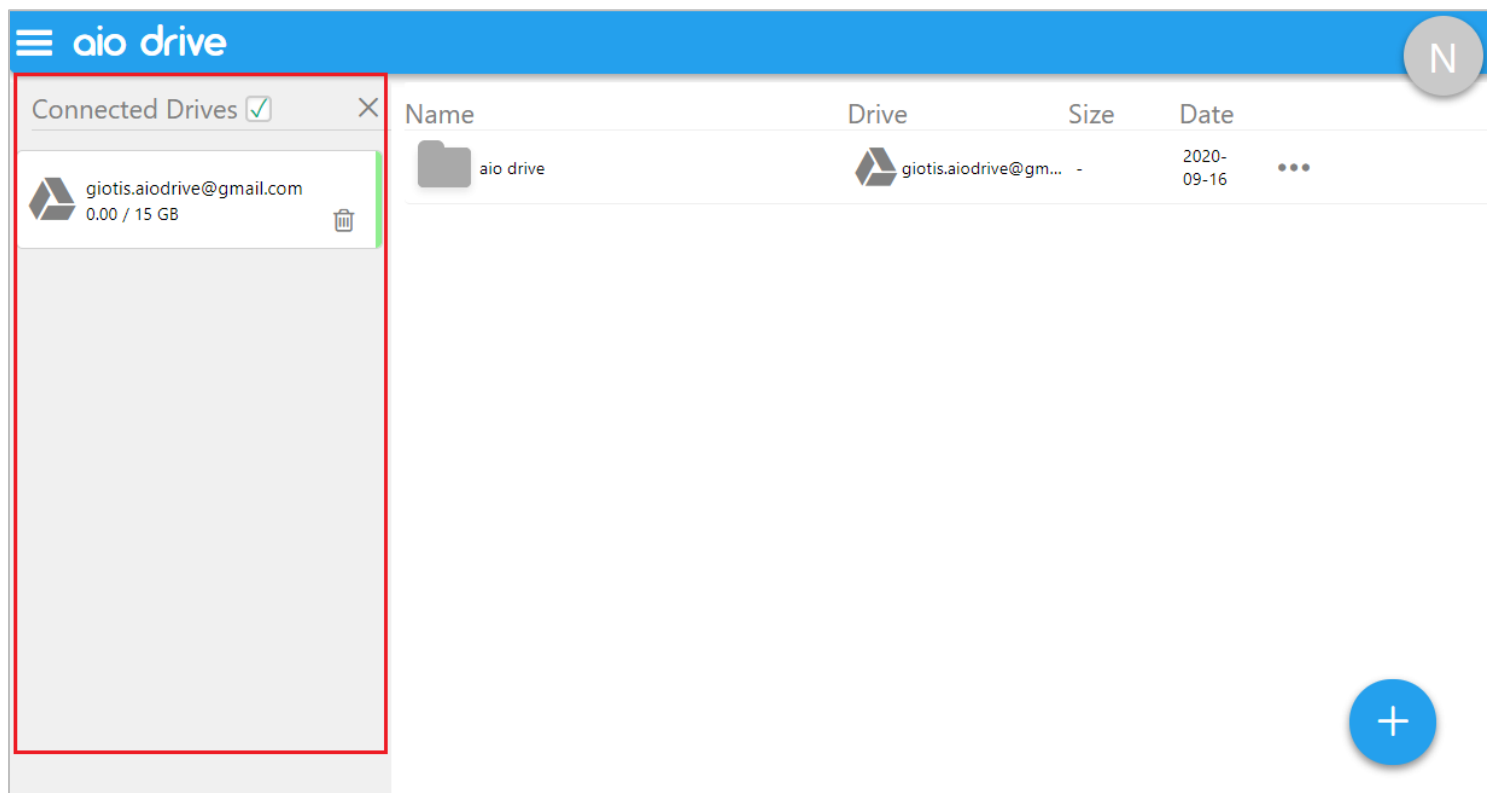 aio drive
N
Connected Drives
giotis.aiodrive@gmail.com
0.00 / 15 GB
Name Drive Size Date
aio drive giotis.aiodrive@gm... - 2020-
09-16